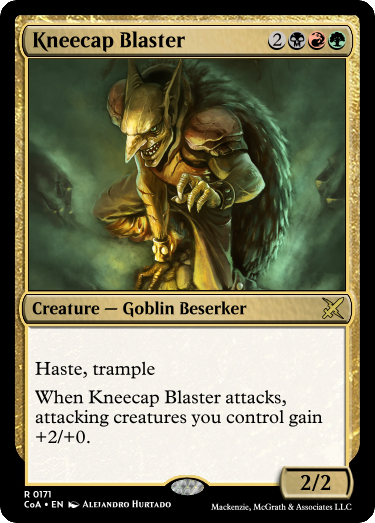 Kneecap Blaster 2
Creature — Goblin Beserker
Haste, trample
When Kneecap Blaster attacks,
attacking creatures you control gain
+2/+0.
2/2
R 0171
CoA • EN Alejandro Hurtado
Mackenzie, McGrath & Associates LLC